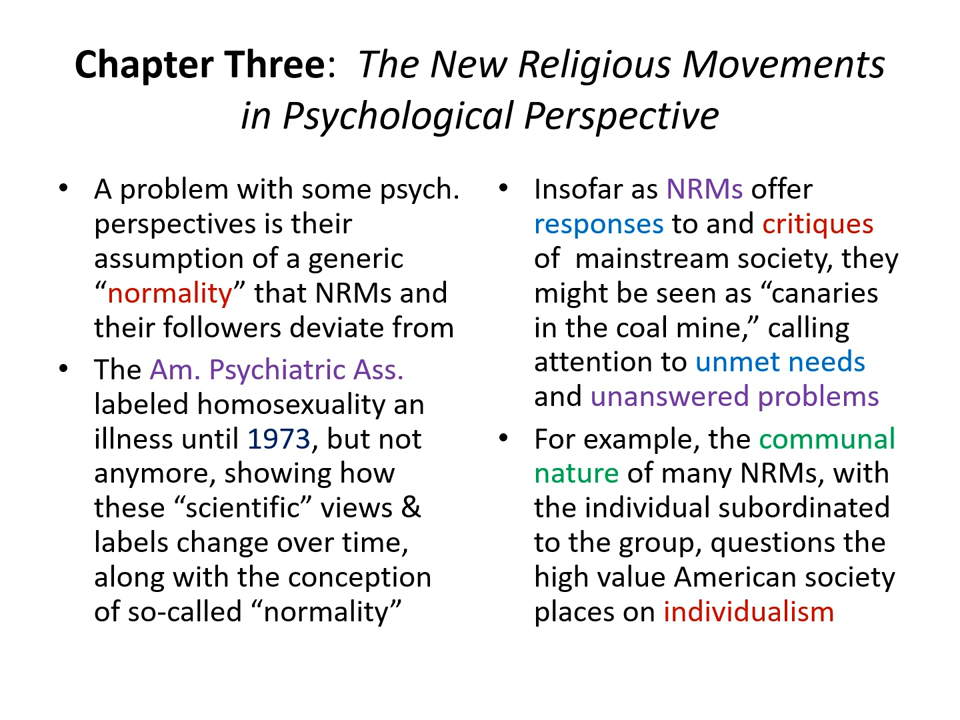 Chapter Three:  The New Religious Movements
in Psychological Perspective
• A problem with some psych.
perspectives is their
assumption of a generic
“normality” that NRMs and
their followers deviate from
• The Am. Psychiatric Ass.
labeled homosexuality an
illness until 1973, but not
anymore, showing how
these “scientific” views &
labels change over time,
along with the conception
of so-called “normality”
• Insofar as NRMs offer
responses to and critiques
of  mainstream society, they
might be seen as “canaries
in the coal mine,” calling
attention to unmet needs
and unanswered problems
• For example, the communal
nature of many NRMs, with
the individual subordinated
to the group, questions the
high value American society
places on individualism